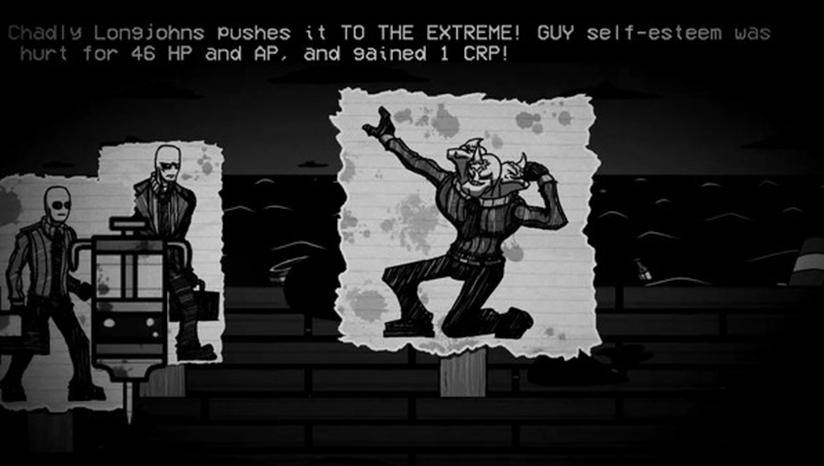 Chadly Longjohns pushes it TO THE EXTREME! GUY self-esteem was
hurt for 46 HP and AP, and gained 1 CRP!